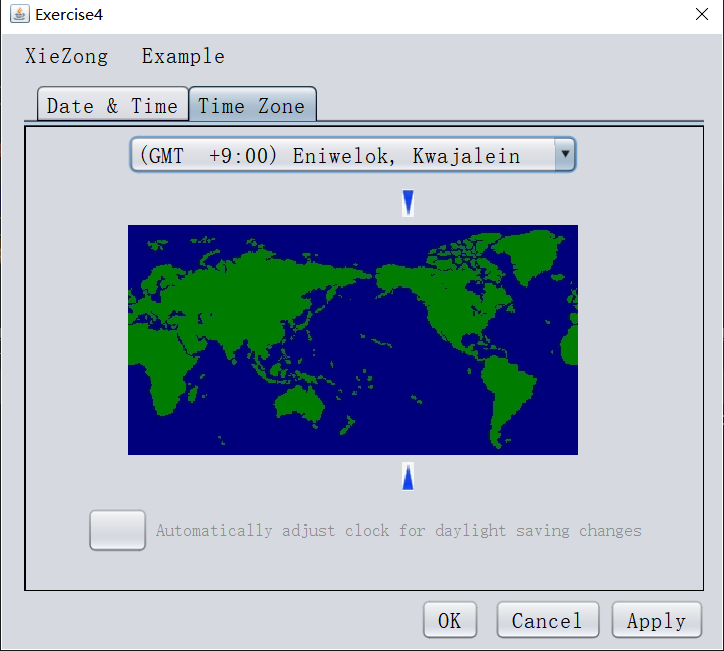 Exercise4
XieZong Example
Date & Time Time Zone
(GMT +9:00) Eniwelok, Kwajalein
Automatically adjust clock for daylight saving changes
OK Cancel Apply